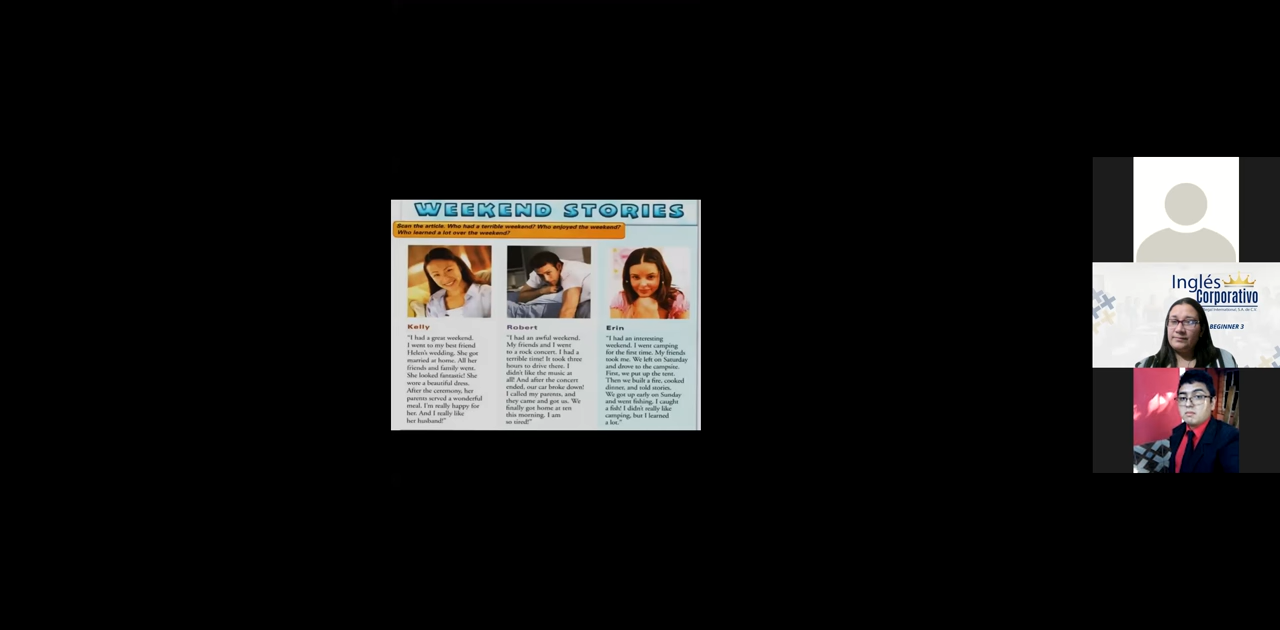 WEEKEND STORIES
Scan the article. Who had a terrible weekend? Who enjoyed the weekend?
Who learned a lot over the weekend?
Kelly
"I had a great weekend.
I went to my best friend
Helen's wedding. She got
married at home. All her
friends and family went.
She looked fantastic! She
wore a beautiful dress.
After the ceremony, her
parents served a wonderful
meal. I'm really happy for
her. And I really like
her husband!"
Robert
"I had an awful weekend.
My friends and I went
to a rock concert. I had a
terrible time! It took three
hours to drive there. I
didn't like the music at
all! And after the concert
ended, our car broke down!
I called my parents, and
they came and got us. We
finally got home at ten
this morning. I am
so tired!"
Erin
"I had an interesting
weekend. I went camping
for the first time. My friends
took me. We left on Saturday
and drove to the campsite.
First, we put up the tent.
Then we built a fire, cooked
dinner, and told stories.
We got up early on Sunday
and went fishing. I caught
a fish! I didn't really like
camping, but I learned
a lot."
Inglés
Corporativo
BEGINNER 3